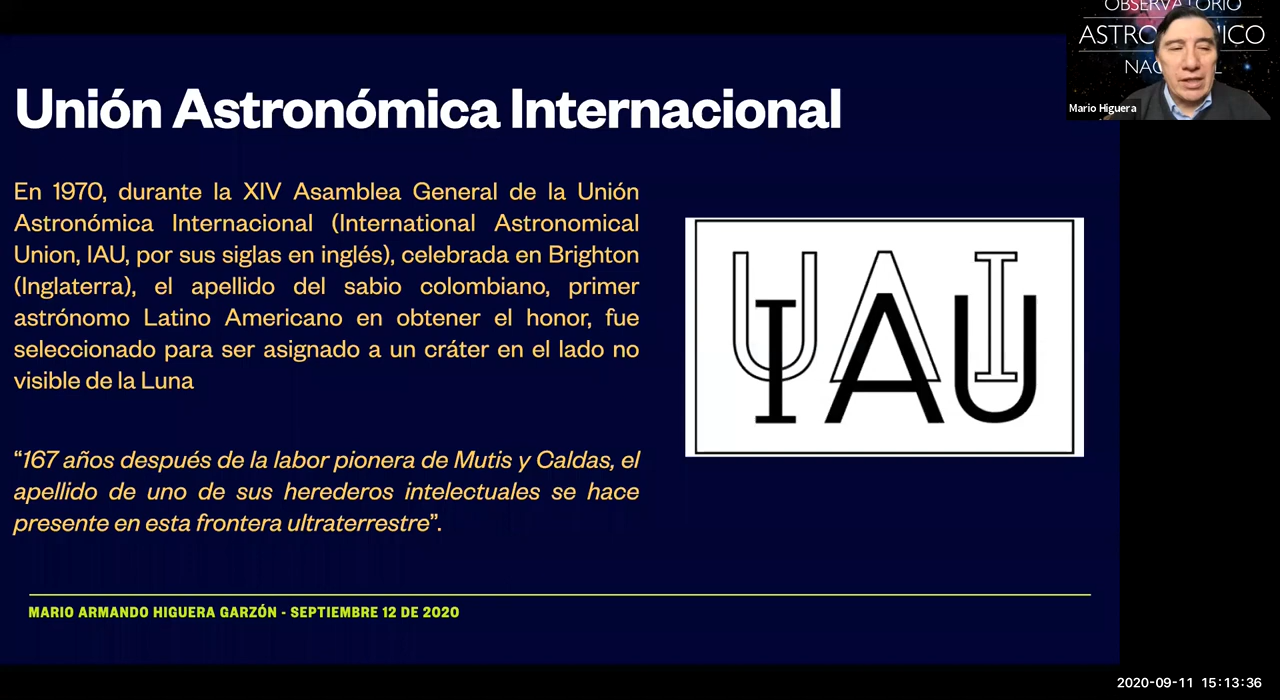 OBSERVATORIO
ASTRO ICO
NAC L
Mario Higuera
Unión Astronómica Internacional
En 1970, durante la XIV Asamblea General de la Unión
Astronómica Internacional (International Astronomical
Union, IAU, por sus siglas en inglés), celebrada en Brighton
(Inglaterra), el apellido del sabio colombiano, primer
astrónomo Latino Americano en obtener el honor, fue
seleccionado para ser asignado a un cráter en el lado no
visible de la Luna
“167 años después de la labor pionera de Mutis y Caldas, el
apellido de uno de sus herederos intelectuales se hace
presente en esta frontera ultraterrestre”.
UAI
IAU
MARIO ARMANDO HIGUERA GARZÓN - SEPTIEMBRE 12 DE 2020
2020-09-11 15:13:36